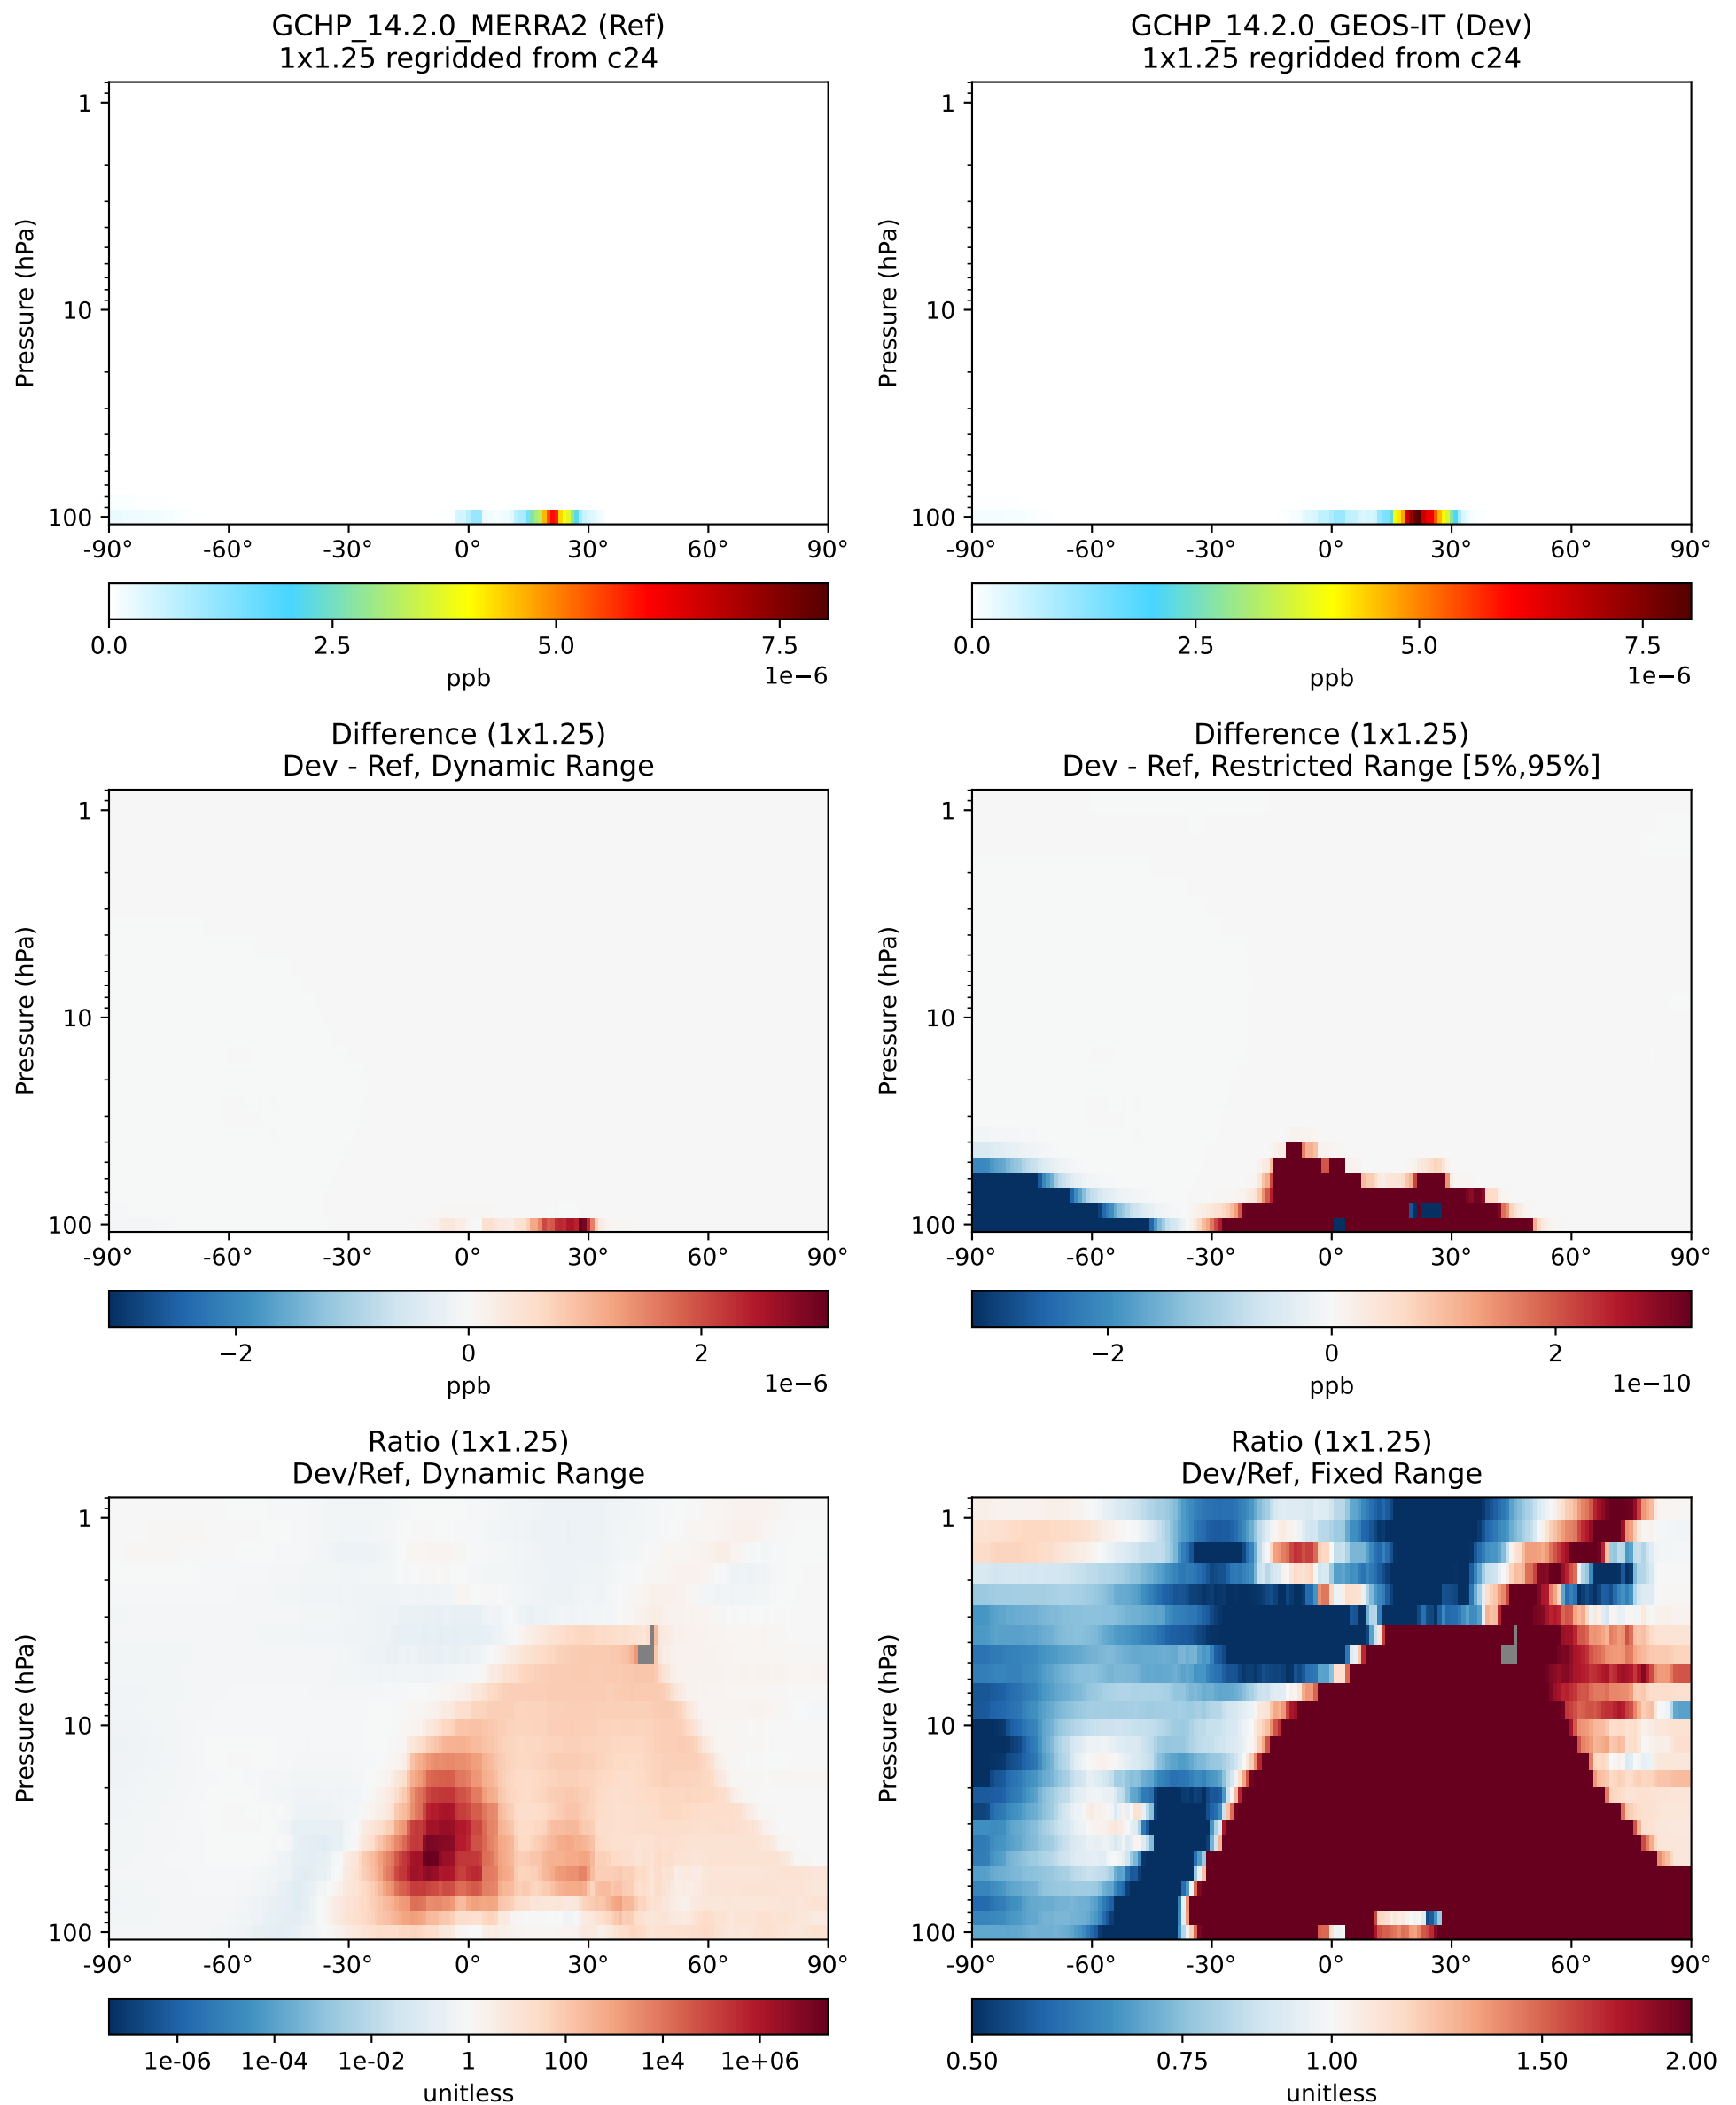 GCHP_14.2.0_MERRA2 (Ref)
1x1.25 regridded from c24
Pressure (hPa)
1
10
100
-90° -60° -30° 0° 30° 60° 90°
0.0 2.5 5.0 7.5
1e−6
ppb
GCHP_14.2.0_GEOS-IT (Dev)
1x1.25 regridded from c24
Pressure (hPa)
1
10
100
-90° -60° -30° 0° 30° 60° 90°
0.0 2.5 5.0 7.5
1e−6
ppb
Difference (1x1.25)
Dev - Ref, Dynamic Range
Pressure (hPa)
1
10
100
-90° -60° -30° 0° 30° 60° 90°
−2 0 2
ppb
1e−6
Difference (1x1.25)
Dev - Ref, Restricted Range [5%,95%]
Pressure (hPa)
1
10
100
-90° -60° -30° 0° 30° 60° 90°
−2 0 2
ppb
1e−10
Ratio (1x1.25)
Dev/Ref, Dynamic Range
Pressure (hPa)
1
10
100
-90° -60° -30° 0° 30° 60° 90°
1e-06 1e-04 1e-02 1 100 1e+4 1e+06
unitless
Ratio (1x1.25)
Dev/Ref, Fixed Range
Pressure (hPa)
1
10
100
-90° -60° -30° 0° 30° 60° 90°
0.50 0.75 1.00 1.50 2.00
unitless